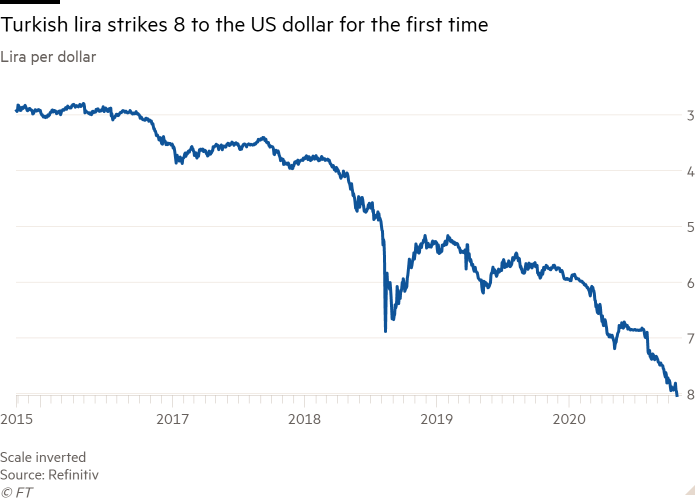 Turkish lira strikes 8 to the US dollar for the first time
Lira per dollar
3
4
5
6
7
8
2015 2017 2018 2019 2020
Scale inverted
Source: Refinitiv
© FT